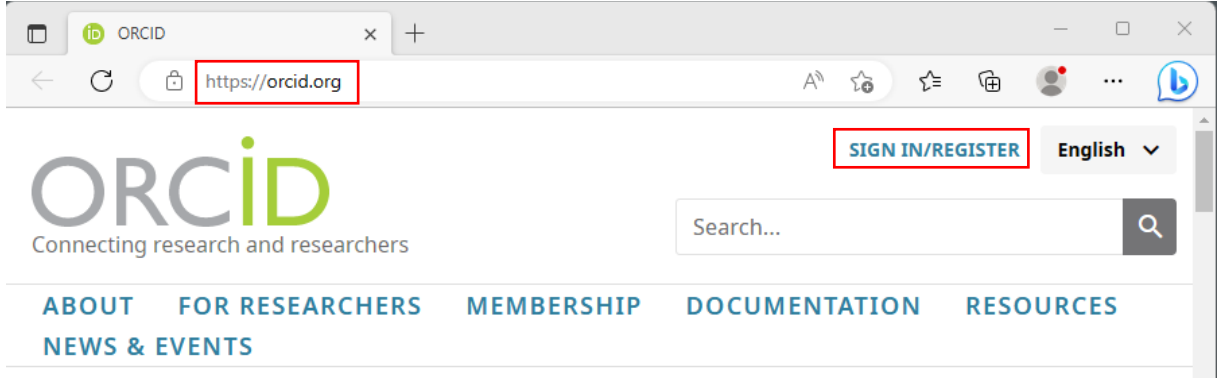 ORCID
https://orcid.org
SIGN IN/REGISTER English
ORCiD
Connecting research and researchers
Search...
ABOUT FOR RESEARCHERS MEMBERSHIP DOCUMENTATION RESOURCES
NEWS & EVENTS